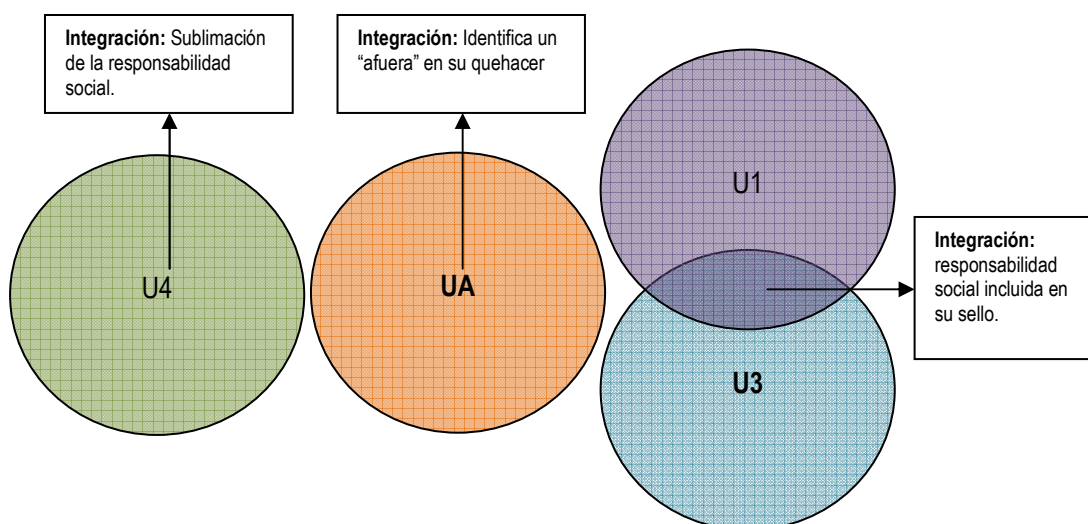 Integración: Sublimación
de la responsabilidad
social.
Integración: Identifica un
“afuera” en su quehacer
U1
Integración:
responsabilidad
social incluida en
su sello.
U4
UA
U3